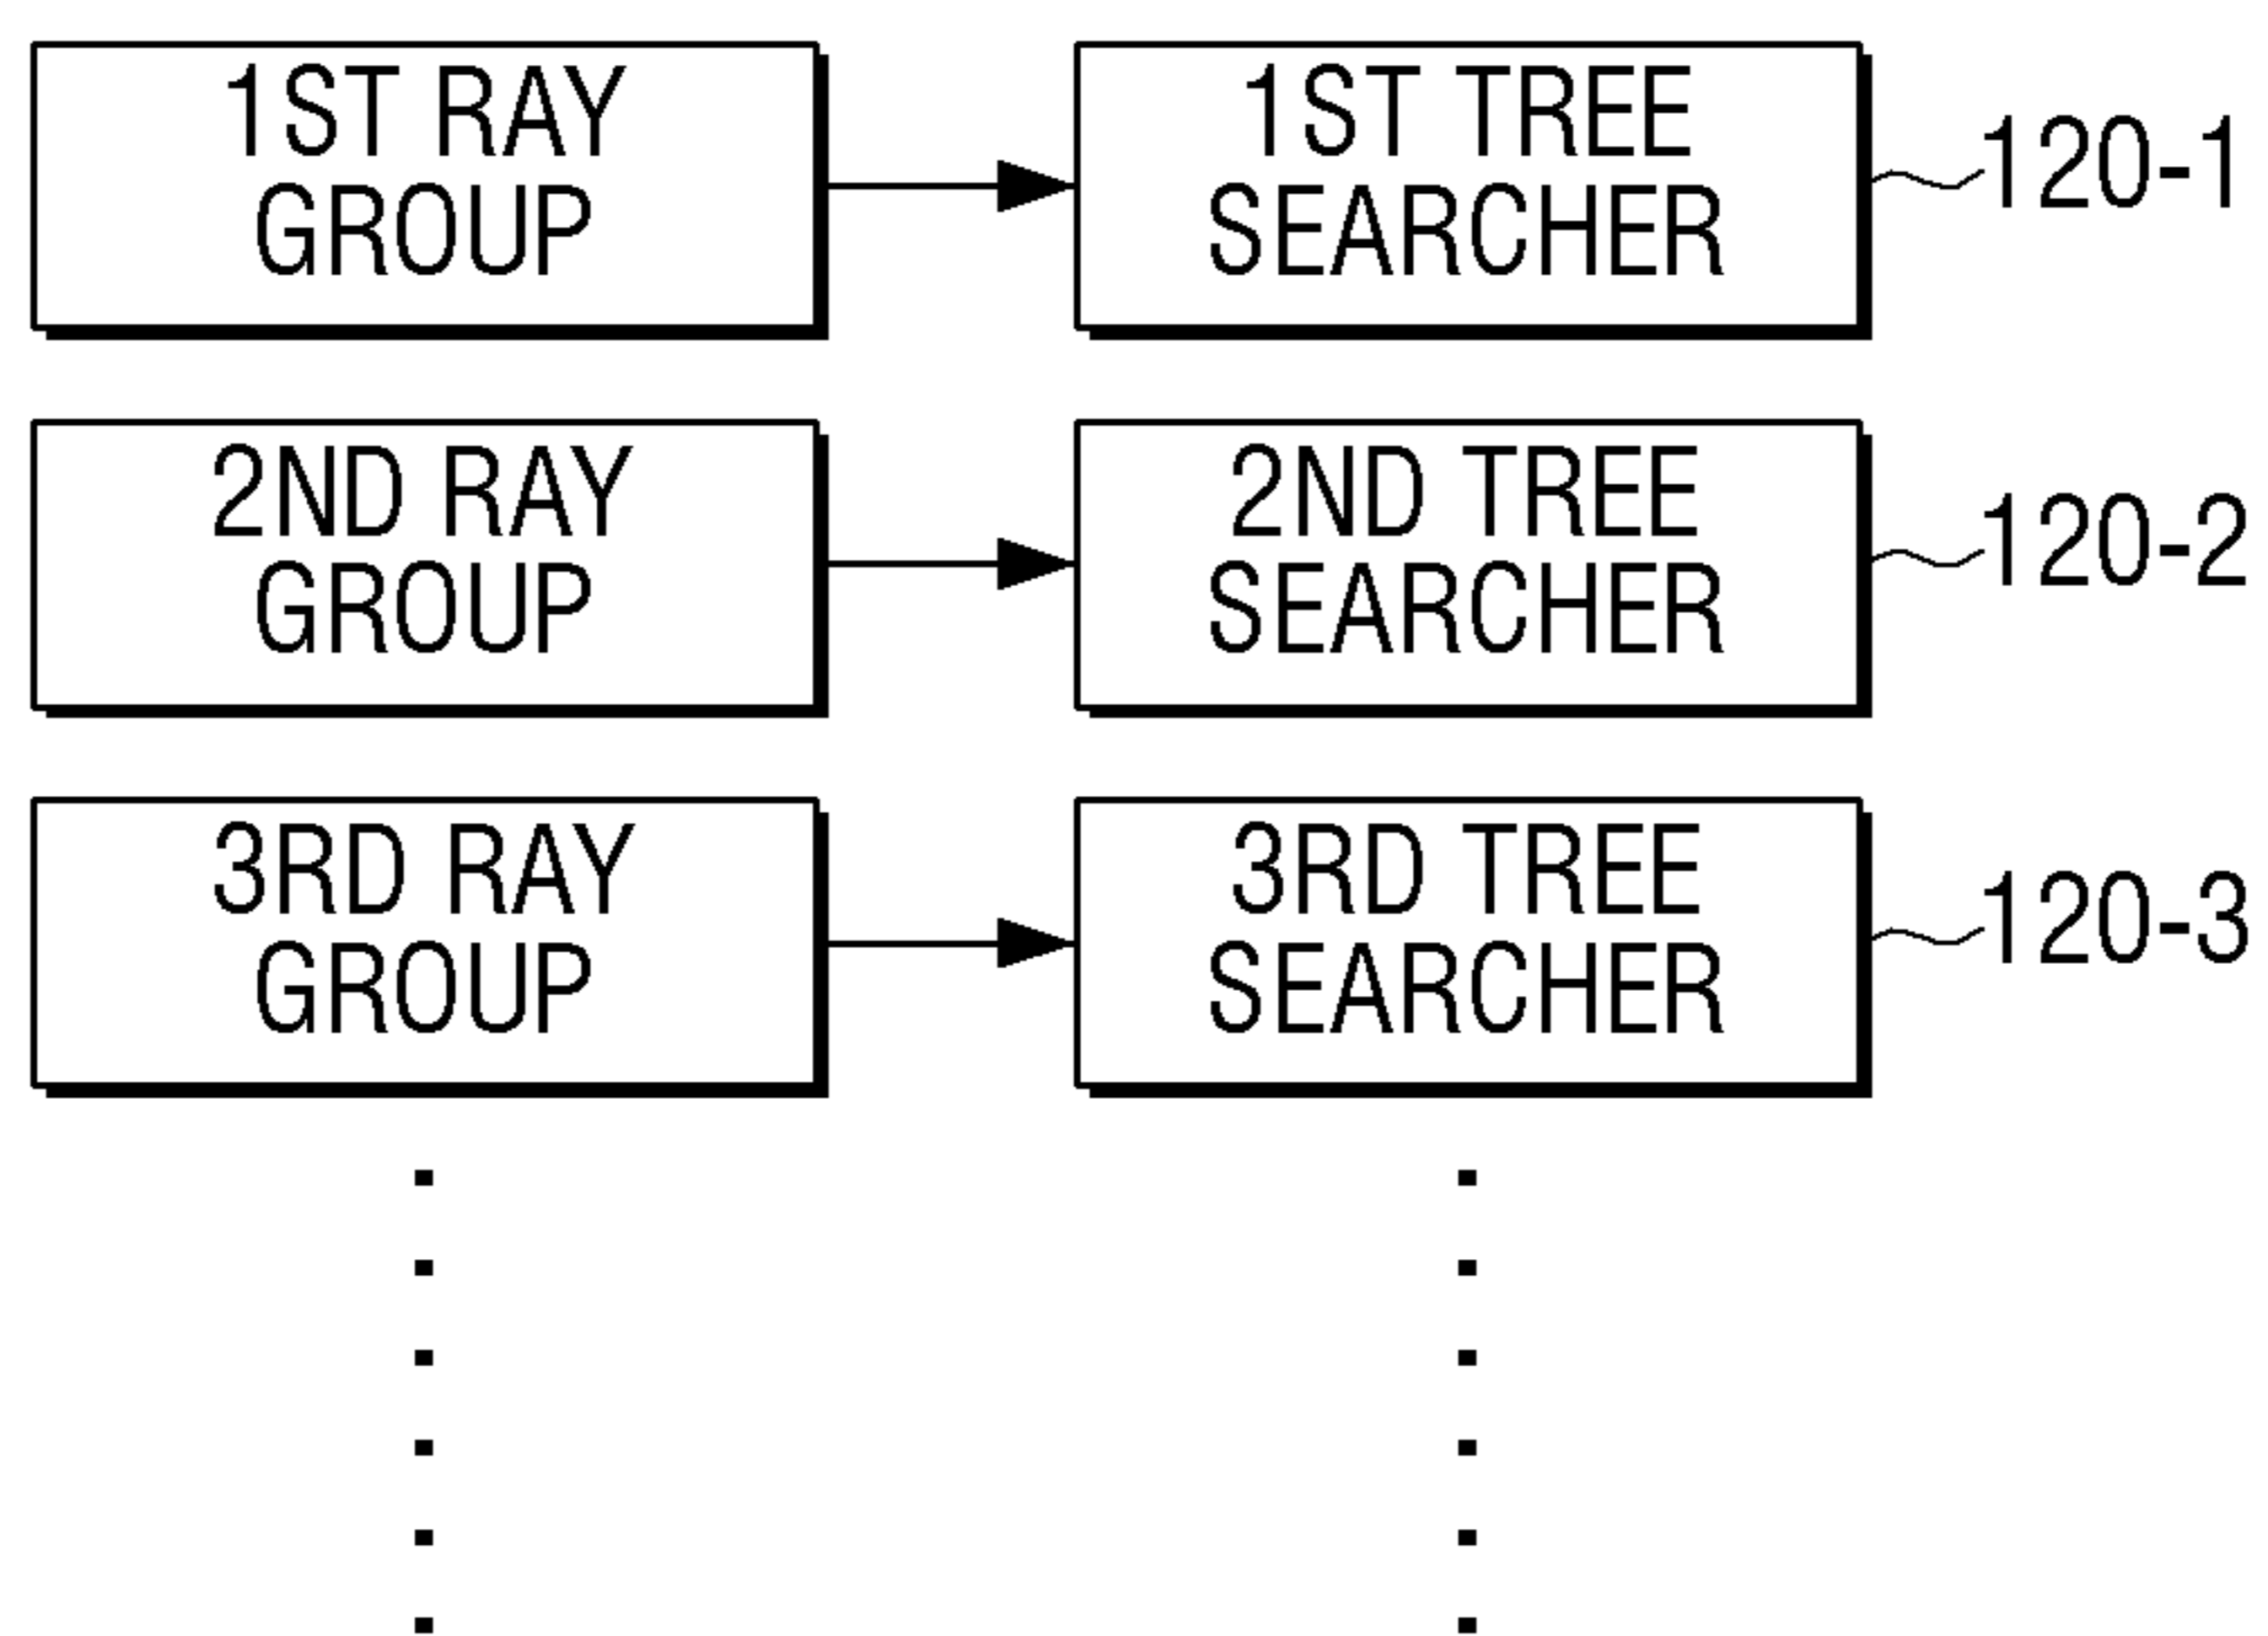 1ST RAY
GROUP
1ST TREE
SEARCHER
120-1
2ND RAY
GROUP
2ND TREE
SEARCHER
120-2
3RD RAY
GROUP
3RD TREE
SEARCHER
120-3